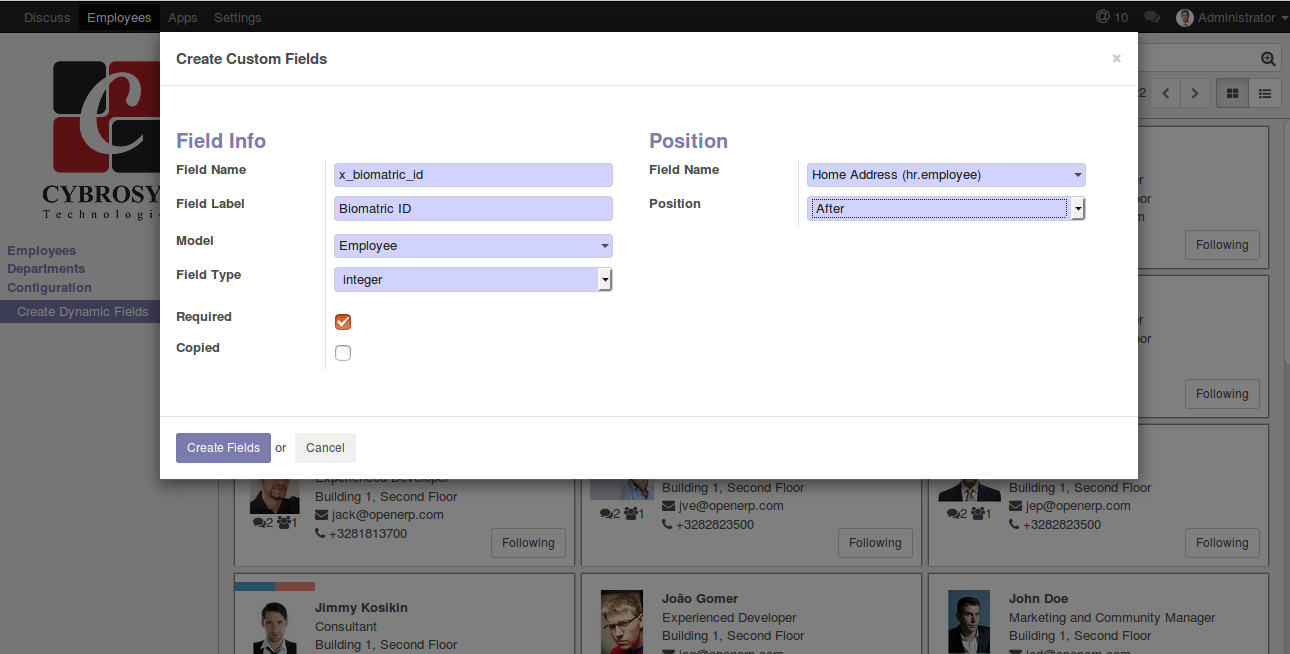 Discuss Employees Apps Settings
@ 10 Administrator
Create Custom Fields
×
CYBROSY
Technologi
Employees
Departments
Configuration
Create Dynamic Fields
Field Info
Field Name x_biomatric_id
Field Label Biomatric ID
Model Employee
Field Type integer
Required
Copied
Position
Field Name Home Address (hr.employee)
Position After
Create Fields or Cancel
Following
Following
Experienced Developer
Building 1, Second Floor
jack@openerp.com
+3281813700
2 1
Following
Building 1, Second Floor
jve@openerp.com
+3282823500
2 1
Following
Building 1, Second Floor
jep@openerp.com
+3282823500
2 1
Following
Jimmy Kosikin
Consultant
Building 1, Second Floor
João Gomer
Experienced Developer
Building 1, Second Floor
John Doe
Marketing and Community Manager
Building 1, Second Floor